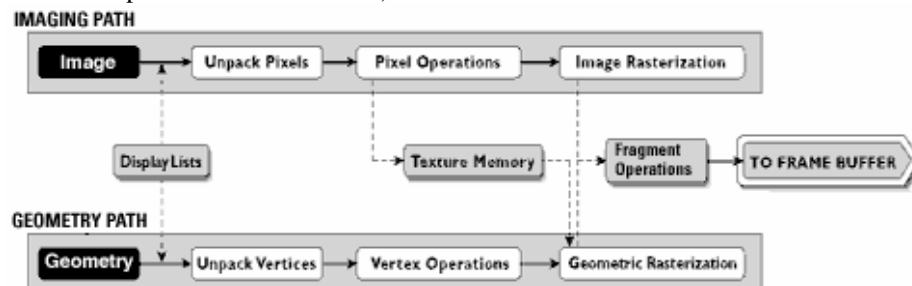 IMAGING PATH
Image
Unpack Pixels
Pixel Operations
Image Rasterization
Display Lists
Texture Memory
Fragment
Operations
TO FRAME BUFFER
GEOMETRY PATH
Geometry
Unpack Vertices
Vertex Operations
Geometric Rasterization